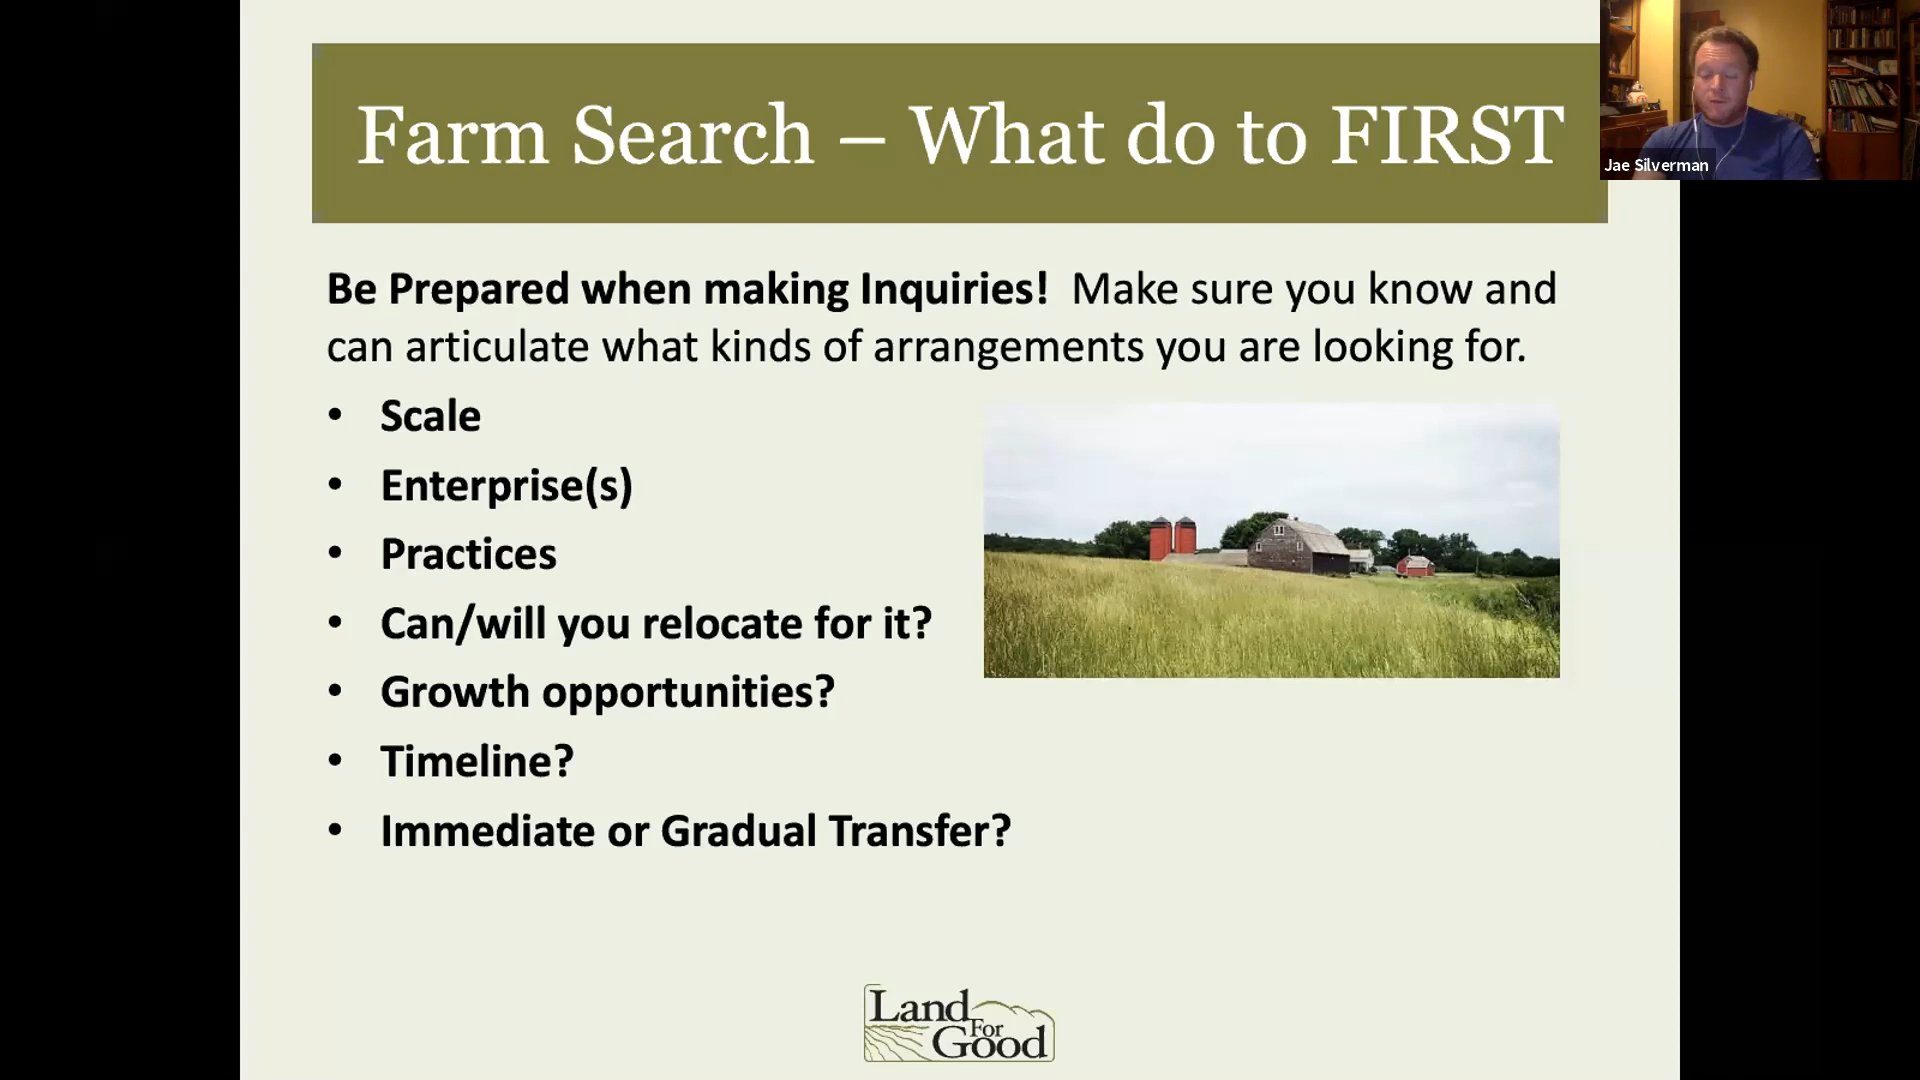 Farm Search – What do to FIRST
Jae Silverman
Be Prepared when making Inquiries!  Make sure you know and
can articulate what kinds of arrangements you are looking for.
• Scale
• Enterprise(s)
• Practices
• Can/will you relocate for it?
• Growth opportunities?
• Timeline?
• Immediate or Gradual Transfer?
Land
For
Good